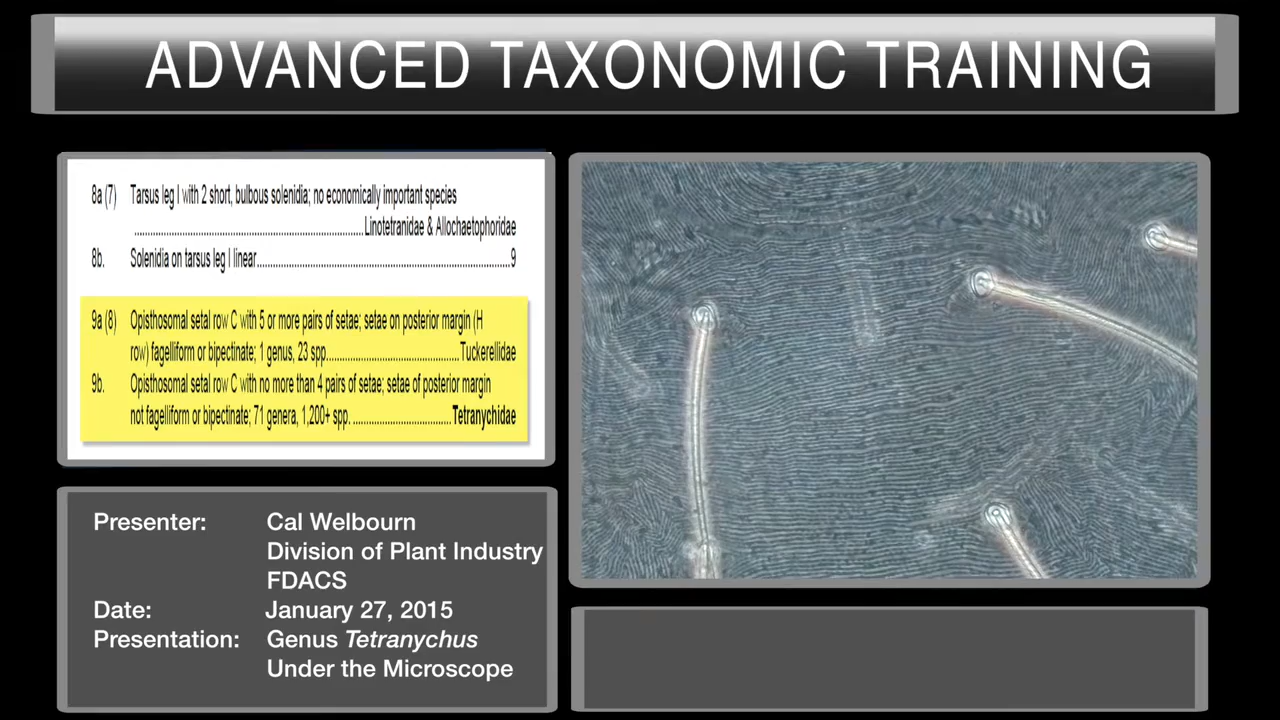 ADVANCED TAXONOMIC TRAINING
8a (7) Tarsus leg I with 2 short, bulbous solenidia; no economically important species
....................................................................Linotetranidae & Allochaetophoridae
8b. Solenidia on tarsus leg I linear...........................................................................9
9a (8) Opisthosomal setal row C with 5 or more pairs of setae; setae on posterior margin (H
row) fagelliform or bipectinate; 1 genus, 23 spp.......................................Tuckerellidae
9b. Opisthosomal setal row C with no more than 4 pairs of setae; setae of posterior margin
not fagelliform or bipectinate; 71 genera, 1,200+ spp. ..............................Tetranychidae
Presenter: Cal Welbourn
Division of Plant Industry
FDACS
Date: January 27, 2015
Presentation: Genus Tetranychus
Under the Microscope